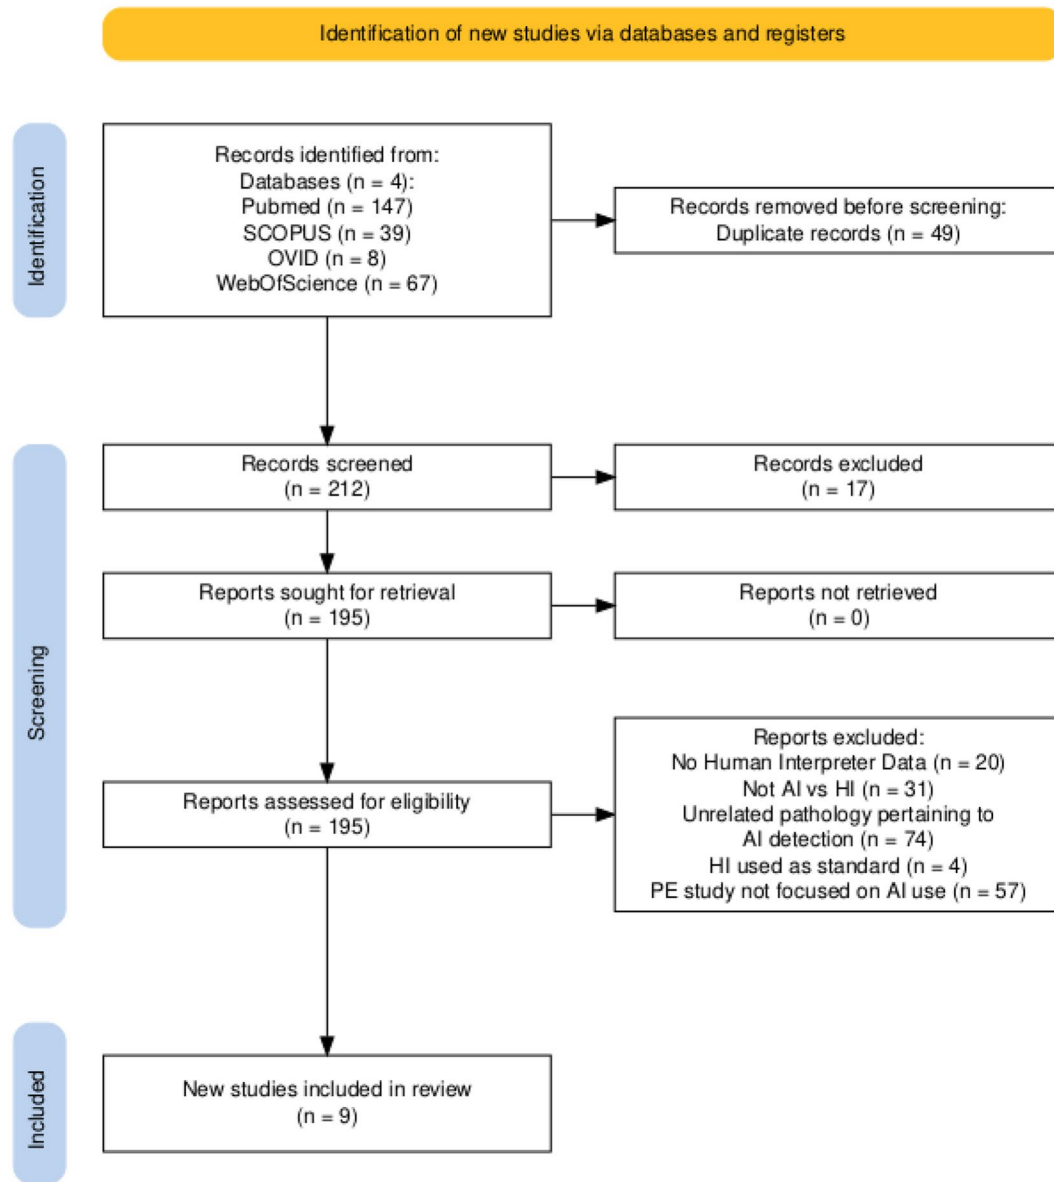 Identification of new studies via databases and registers
Identification
Records identified from:
Databases (n = 4):
Pubmed (n = 147)
SCOPUS (n = 39)
OVID (n = 8)
WebOfScience (n = 67)
Records removed before screening:
Duplicate records (n = 49)
Screening
Records screened
(n = 212)
Records excluded
(n = 17)
Reports sought for retrieval
(n = 195)
Reports not retrieved
(n = 0)
Reports assessed for eligibility
(n = 195)
Reports excluded:
No Human Interpreter Data (n = 20)
Not AI vs HI (n = 31)
Unrelated pathology pertaining to
AI detection (n = 74)
HI used as standard (n = 4)
PE study not focused on AI use (n = 57)
Included
New studies included in review
(n = 9)